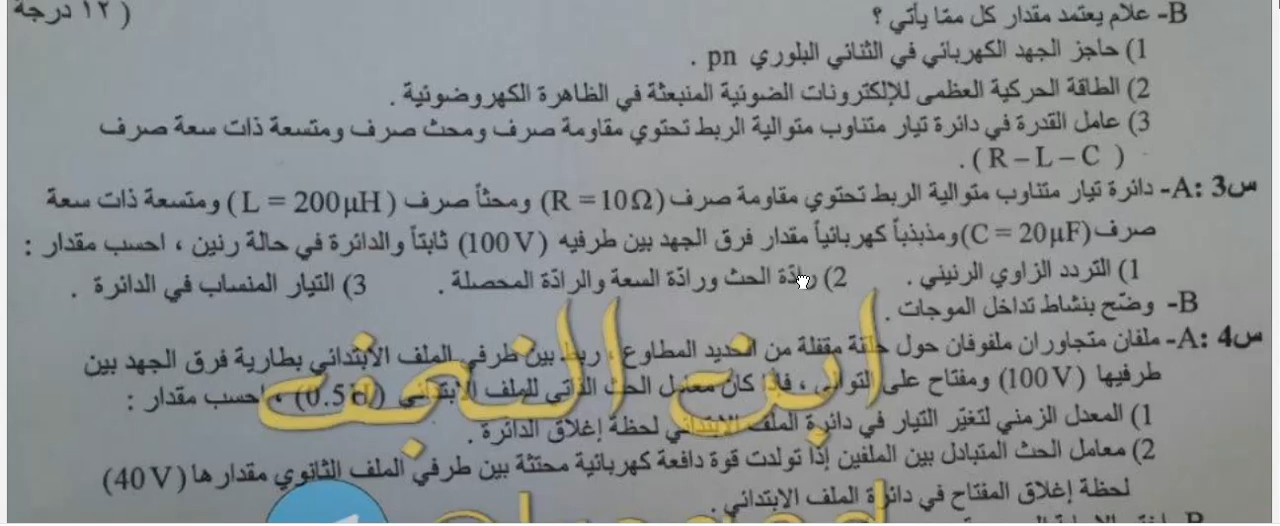 ( ١٢ درجة
B- علام يعتمد مقدار كل ممّا يأتي ؟
1) حاجز الجهد الكهربائي في الثنائي البلوري pn .
2) الطاقة الحركية العظمى للإلكترونات الضوئية المنبعثة في الظاهرة الكهروضوئية .
3) عامل القدرة في دائرة تيار متناوب متوالية الربط تحتوي مقاومة صرف ومحث صرف ومتسعة ذات سعة صرف
( R – L – C ) .
س3 :A- دائرة تيار متناوب متوالية الربط تحتوي مقاومة صرف (R = 10Ω) ومحثاً صرف (L = 200µH) ومتسعة ذات سعة
صرف (C = 20µF) ومذبذباً كهربائياً مقدار فرق الجهد بين طرفيه (100 V) ثابتاً والدائرة في حالة رنين ، احسب مقدار :
1) التردد الزاوي الرنيني . 2) رادّة الحث ورادّة السعة والرادّة المحصلة . 3) التيار المنساب في الدائرة .
B- وضّح بنشاط تداخل الموجات .
س4 :A- ملفان متجاوران ملفوفان حول حلقة مقفلة من الحديد المطاوع ، ربط بين طرفي الملف الابتدائي بطارية فرق الجهد بين
طرفيها (100 V) ومفتاح على التوالي ، فإذا كان معامل الحث الذاتي للملف الابتدائي (0.5 H) ، احسب مقدار :
1) المعدل الزمني لتغيّر التيار في دائرة الملف الابتدائي لحظة إغلاق الدائرة .
2) معامل الحث المتبادل بين الملفين إذا تولدت قوة دافعة كهربائية محتثة بين طرفي الملف الثانوي مقدارها (40 V)
لحظة إغلاق المفتاح في دائرة الملف الابتدائي .
ابن النجف